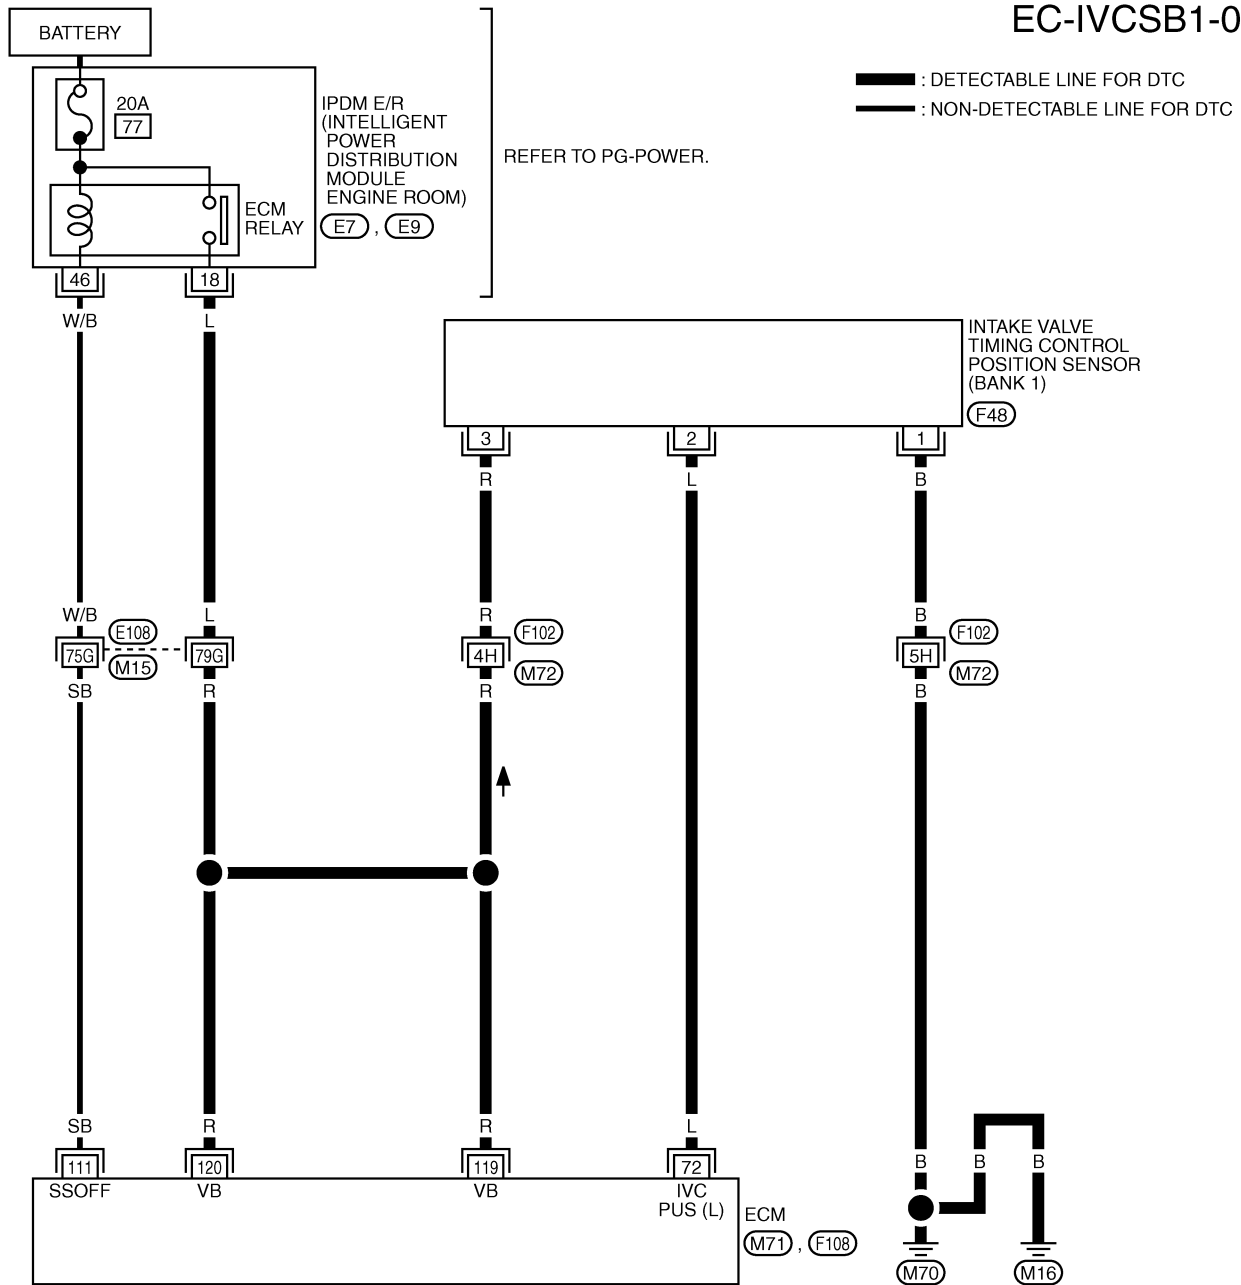 EC-IVCSB1-0
BATTERY
: DETECTABLE LINE FOR DTC
: NON-DETECTABLE LINE FOR DTC
20A
77
IPDM E/R
(INTELLIGENT
POWER
DISTRIBUTION
MODULE
ENGINE ROOM)
E7 , E9
REFER TO PG-POWER.
ECM
RELAY
46
18
W/B
L
INTAKE VALVE
TIMING CONTROL
POSITION SENSOR
(BANK 1)
F48
3
2
1
R
L
B
W/B
L
R
B
75G
E108
M15
79G
4H
F102
M72
5H
F102
M72
SB
R
R
B
SB
R
R
L
B
B
B
111
120
119
72
SSOFF
VB
VB
IVC
PUS (L)
ECM
M71 , F108
M70
M16